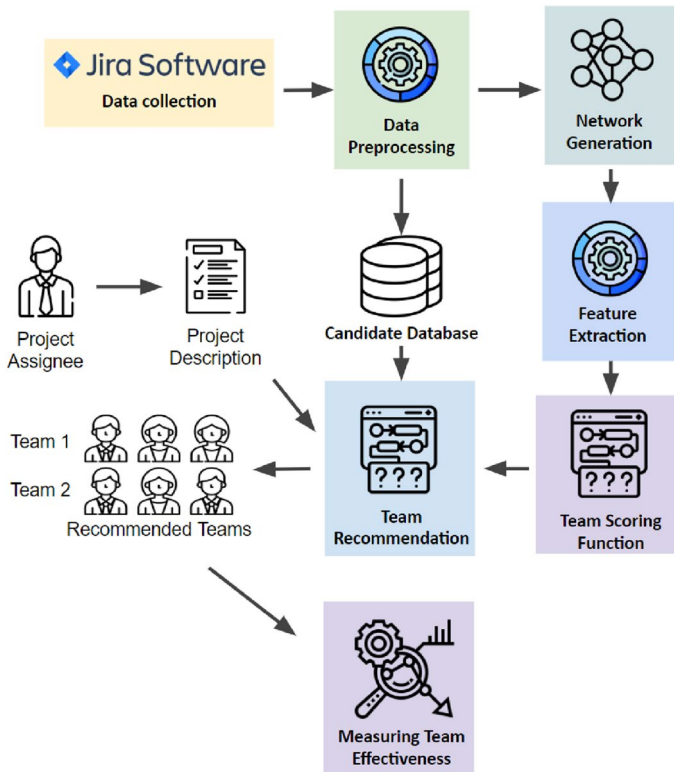 Jira Software
Data collection
Data
Preprocessing
Network
Generation
Project
Assignee
Project
Description
Candidate Database
Feature
Extraction
Team 1
Team 2
Recommended Teams
? ? ?
Team
Recommendation
? ? ?
Team Scoring
Function
Measuring Team
Effectiveness